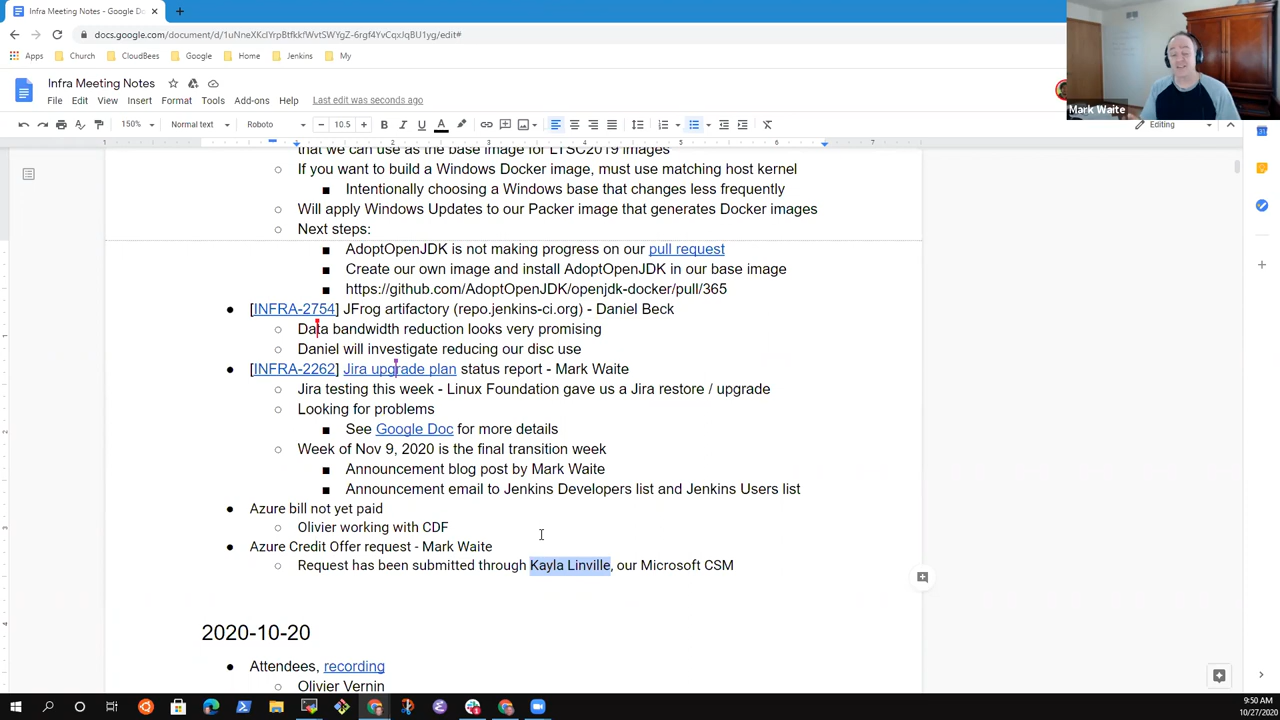 Infra Meeting Notes - Google Do
docs.google.com/document/d/1uNneXKcIYrpBtfkkfWvtSWYgZ-6rgf4YvCqxJqBU1yg/edit#
Apps Church CloudBees Google Home Jenkins My
Infra Meeting Notes
File Edit View Insert Format Tools Add-ons Help Last edit was seconds ago
Mark Waite
150% Normal text Roboto 10.5 B I U A Editing
1 2 3 4 5 6 7
that we can use as the base image for LTSC2019 images
○ If you want to build a Windows Docker image, must use matching host kernel
■ Intentionally choosing a Windows base that changes less frequently
○ Will apply Windows Updates to our Packer image that generates Docker images
○ Next steps:
■ AdoptOpenJDK is not making progress on our pull request
■ Create our own image and install AdoptOpenJDK in our base image
■ https://github.com/AdoptOpenJDK/openjdk-docker/pull/365
● [INFRA-2754] JFrog artifactory (repo.jenkins-ci.org) - Daniel Beck
○ Data bandwidth reduction looks very promising
○ Daniel will investigate reducing our disc use
● [INFRA-2262] Jira upgrade plan status report - Mark Waite
○ Jira testing this week - Linux Foundation gave us a Jira restore / upgrade
○ Looking for problems
■ See Google Doc for more details
○ Week of Nov 9, 2020 is the final transition week
■ Announcement blog post by Mark Waite
■ Announcement email to Jenkins Developers list and Jenkins Users list
● Azure bill not yet paid
○ Olivier working with CDF
● Azure Credit Offer request - Mark Waite
○ Request has been submitted through Kayla Linville, our Microsoft CSM
2020-10-20
● Attendees, recording
○ Olivier Vernin
9:50 AM
10/27/2020